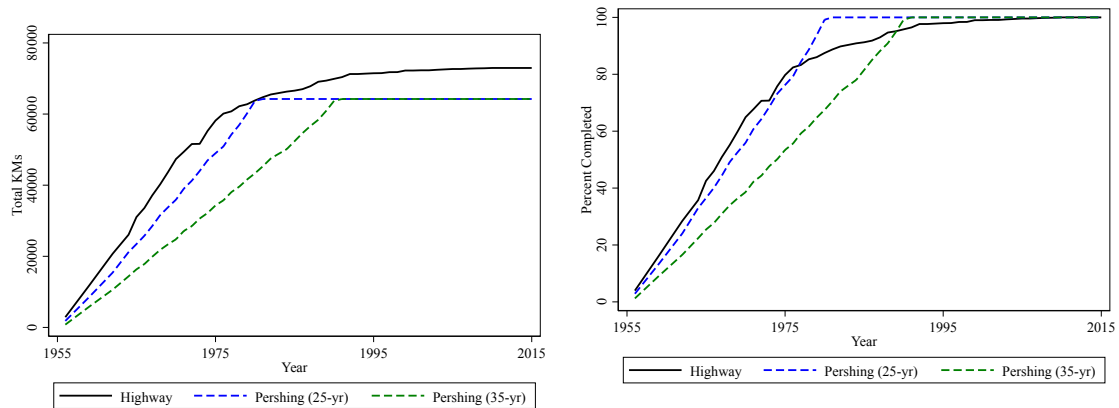 80000
60000
40000
20000
0
Total KMs
1955 1975 1995 2015
Year
Highway Pershing (25-yr) Pershing (35-yr)
100
80
60
40
20
0
Percent Completed
1955 1975 1995 2015
Year
Highway Pershing (25-yr) Pershing (35-yr)